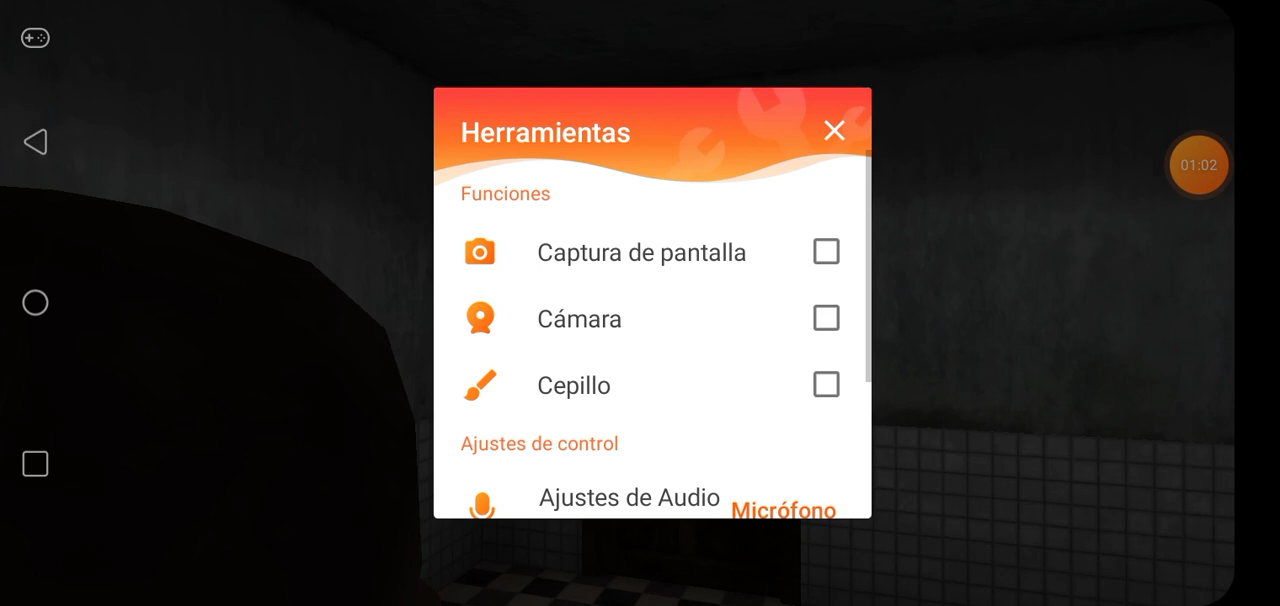 Herramientas
01:02
Funciones
Captura de pantalla
Cámara
Cepillo
Ajustes de control
Ajustes de Audio
Micrófono